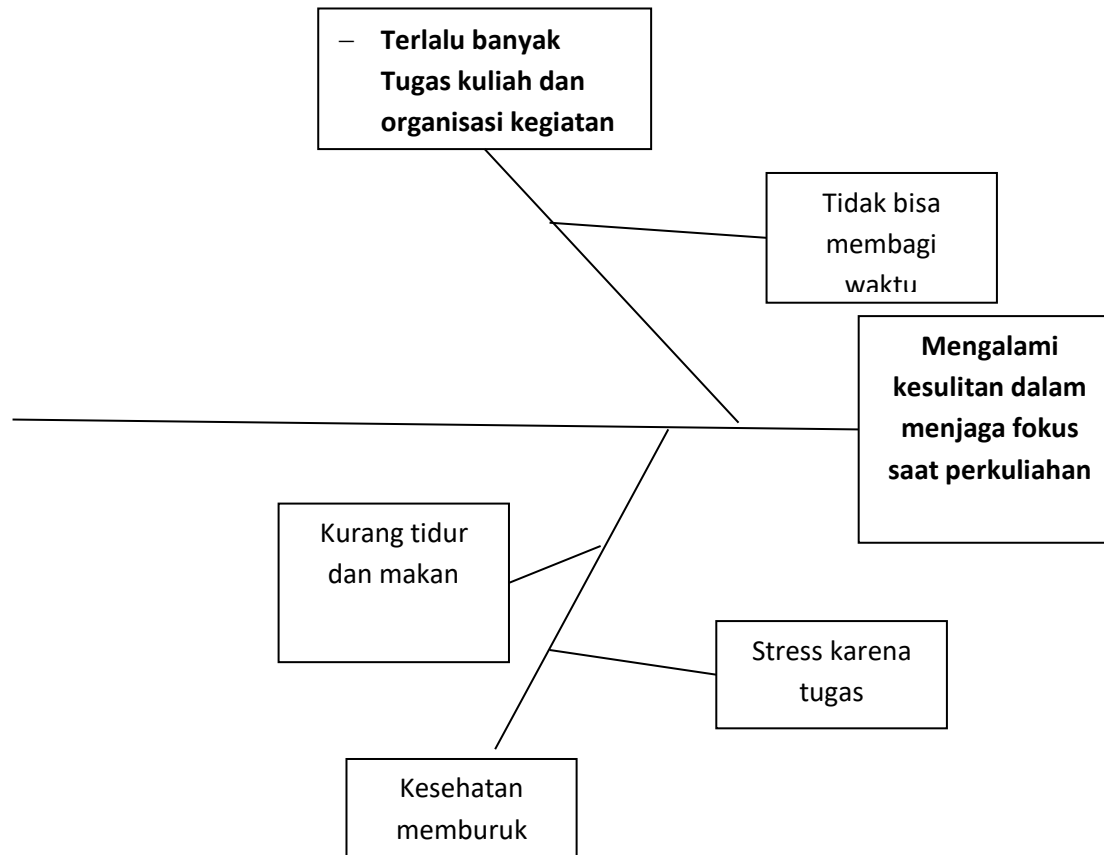 – Terlalu banyak
Tugas kuliah dan
organisasi kegiatan
Tidak bisa
membagi
waktu
Mengalami
kesulitan dalam
menjaga fokus
saat perkuliahan
Kurang tidur
dan makan
Stress karena
tugas
Kesehatan
memburuk